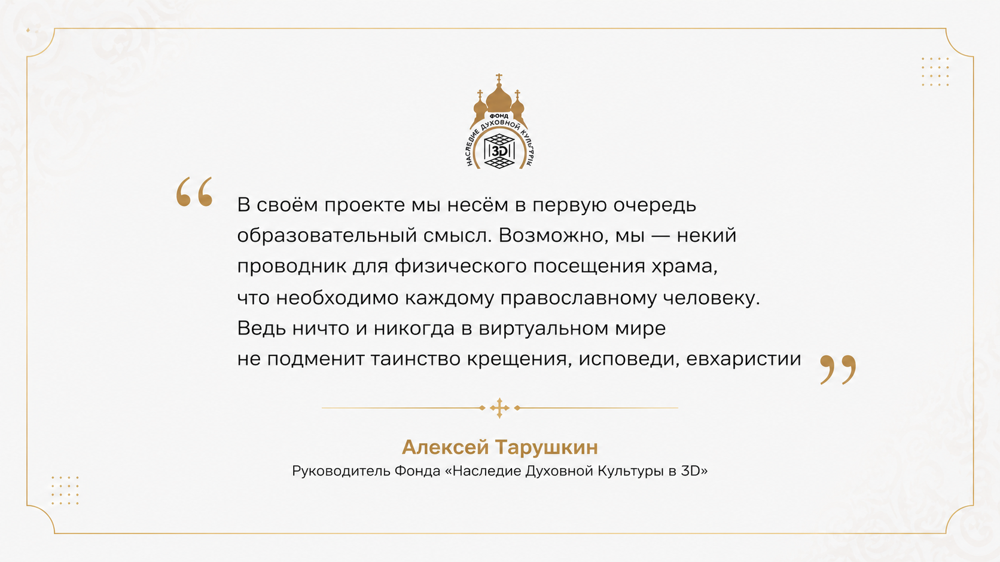 ФОНД
НАСЛЕДИЕ ДУХОВНОЙ
3D
В своём проекте мы несём в первую очередь
образовательный смысл. Возможно, мы — некий
проводник для физического посещения храма,
что необходимо каждому православному человеку.
Ведь ничто и никогда в виртуальном мире
не подменит таинство крещения, исповеди, евхаристии
Алексей Тарушкин
Руководитель Фонда «Наследие Духовной Культуры в 3D»